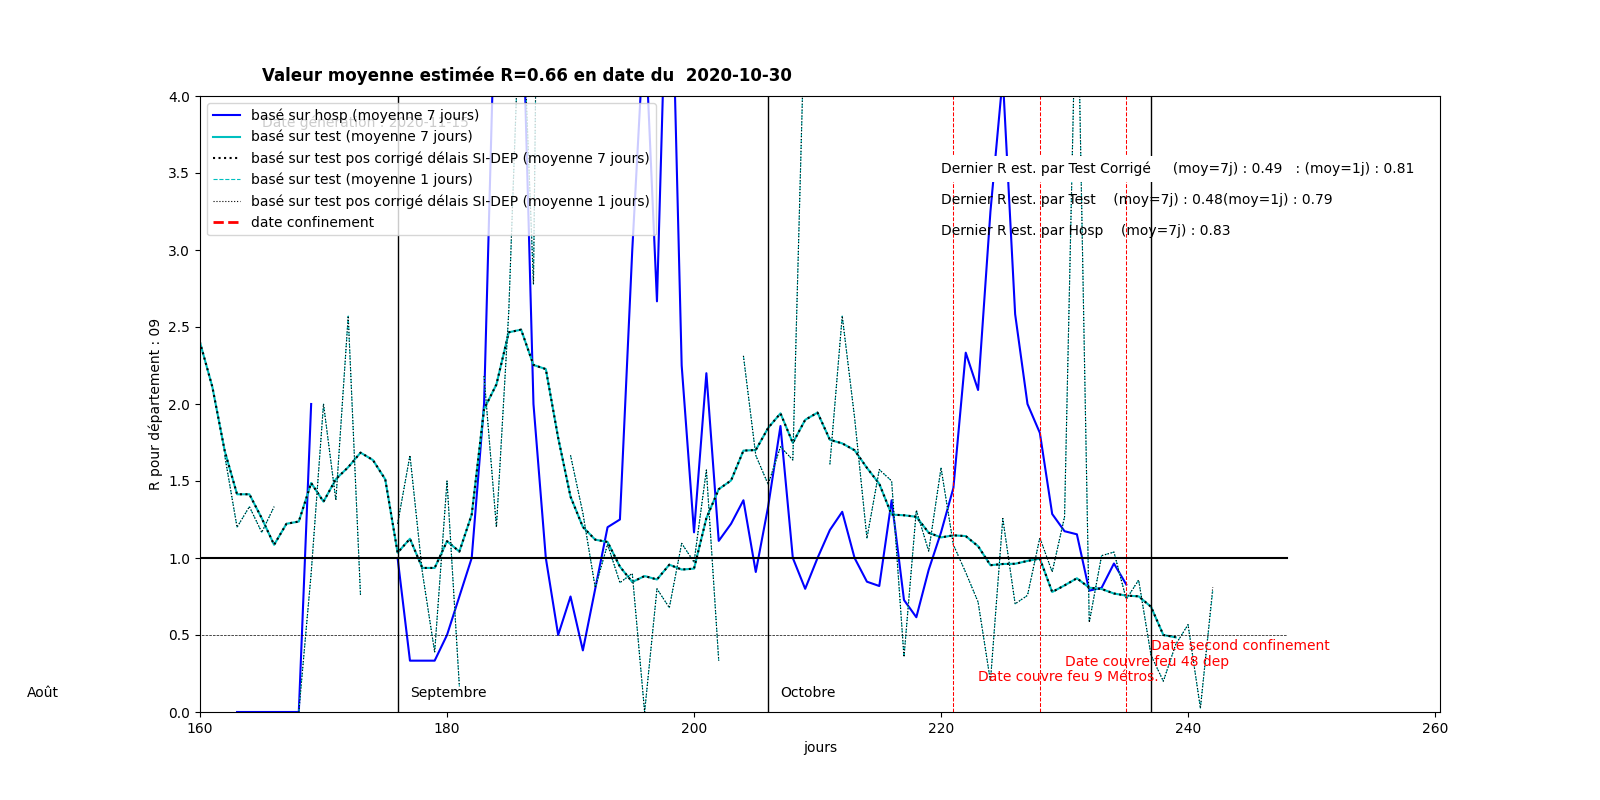 Valeur moyenne estimée R=0.66 en date du  2020-10-30
4.0
3.5
3.0
2.5
2.0
1.5
1.0
0.5
0.0
R pour département : 09
basé sur hosp (moyenne 7 jours)
Date génération : 2020-11-15
basé sur test (moyenne 7 jours)
basé sur test pos corrigé délais SI-DEP (moyenne 7 jours)
basé sur test (moyenne 1 jours)
basé sur test pos corrigé délais SI-DEP (moyenne 1 jours)
date confinement
Dernier R est. par Test Corrigé     (moy=7j) : 0.49   : (moy=1j) : 0.81
Dernier R est. par Test    (moy=7j) : 0.48(moy=1j) : 0.79
Dernier R est. par Hosp    (moy=7j) : 0.83
Date second confinement
Date couvre feu 48 dep
Date couvre feu 9 Métros.
Août
Septembre
Octobre
160
180
200
220
240
260
jours